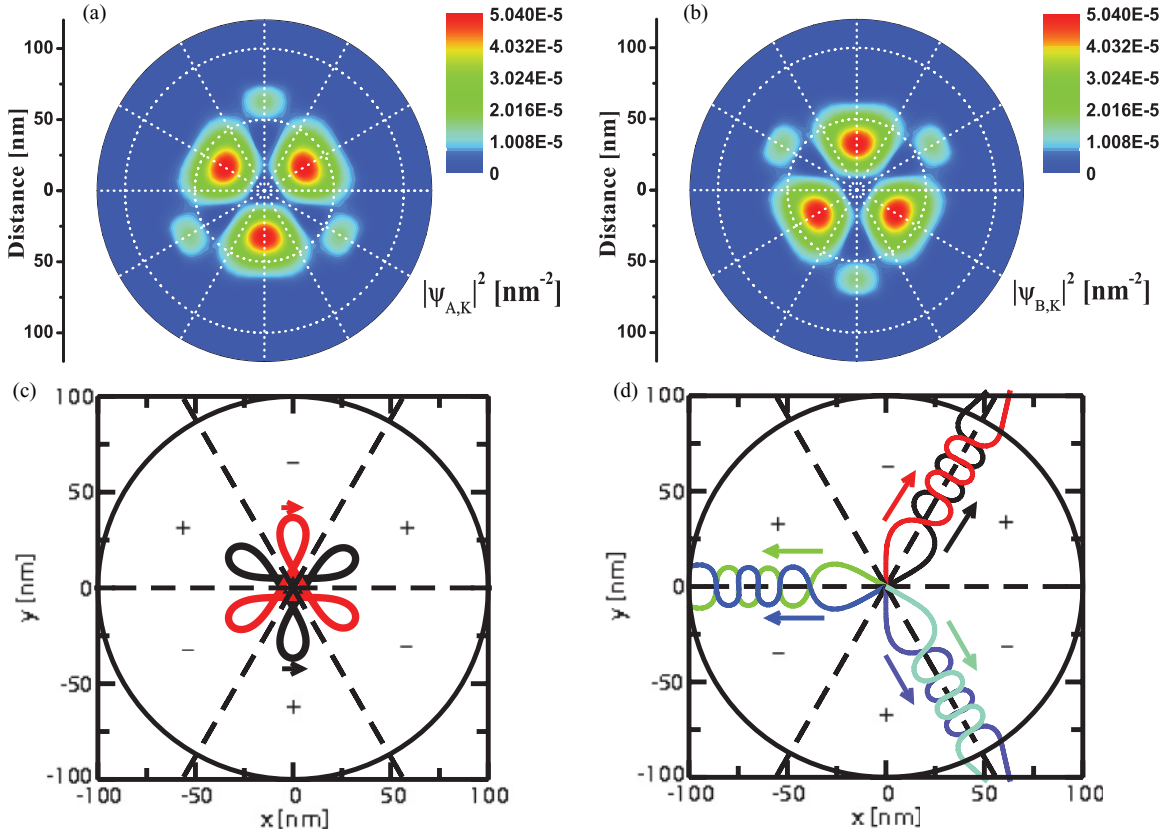 (a)
Distance [nm]
100
50
0
50
100
5.040E-5
4.032E-5
3.024E-5
2.016E-5
1.008E-5
0
|ψA,K|² [nm-2]
(b)
Distance [nm]
100
50
0
50
100
5.040E-5
4.032E-5
3.024E-5
2.016E-5
1.008E-5
0
|ψB,K|² [nm-2]
(c)
y [nm]
100
50
0
-50
-100
−
+ +
− −
+
-100 -50 0 50 100
x [nm]
(d)
y [nm]
100
50
0
-50
-100
−
+ +
− −
+
-100 -50 0 50 100
x [nm]